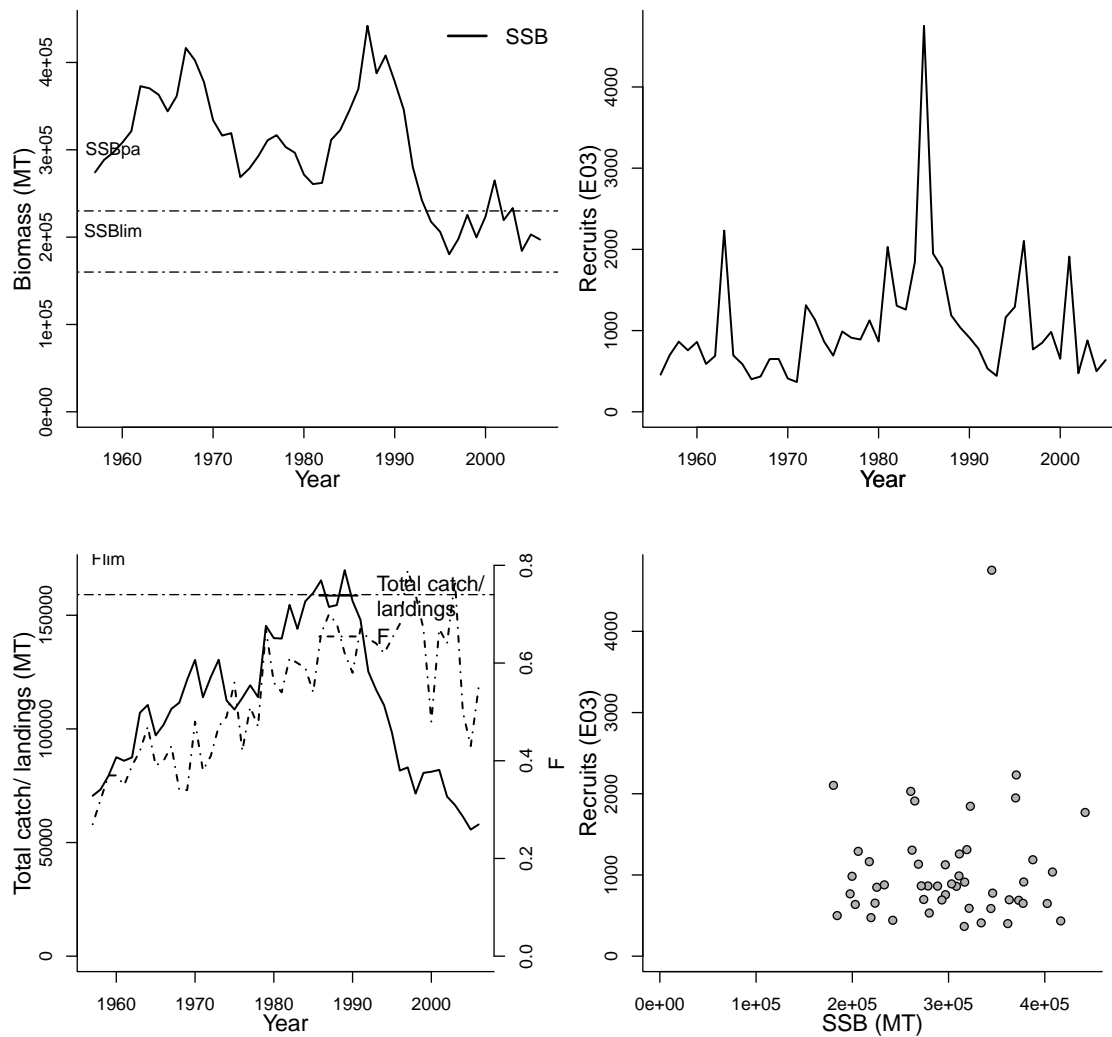 SSB
SSBpa
SSBlim
Biomass (MT)
0e+00 1e+05 2e+05 3e+05 4e+05
1960 1970 1980 1990 2000
Year
Recruits (E03)
0 1000 2000 3000 4000
1960 1970 1980 1990 2000
Year
Flim
Total catch/
landings
F
Total catch/ landings (MT)
0 50000 100000 150000
0.0 0.2 0.4 0.6 0.8
F
1960 1970 1980 1990 2000
Year
Recruits (E03)
0 1000 2000 3000 4000
0e+00 1e+05 2e+05 3e+05 4e+05
SSB (MT)